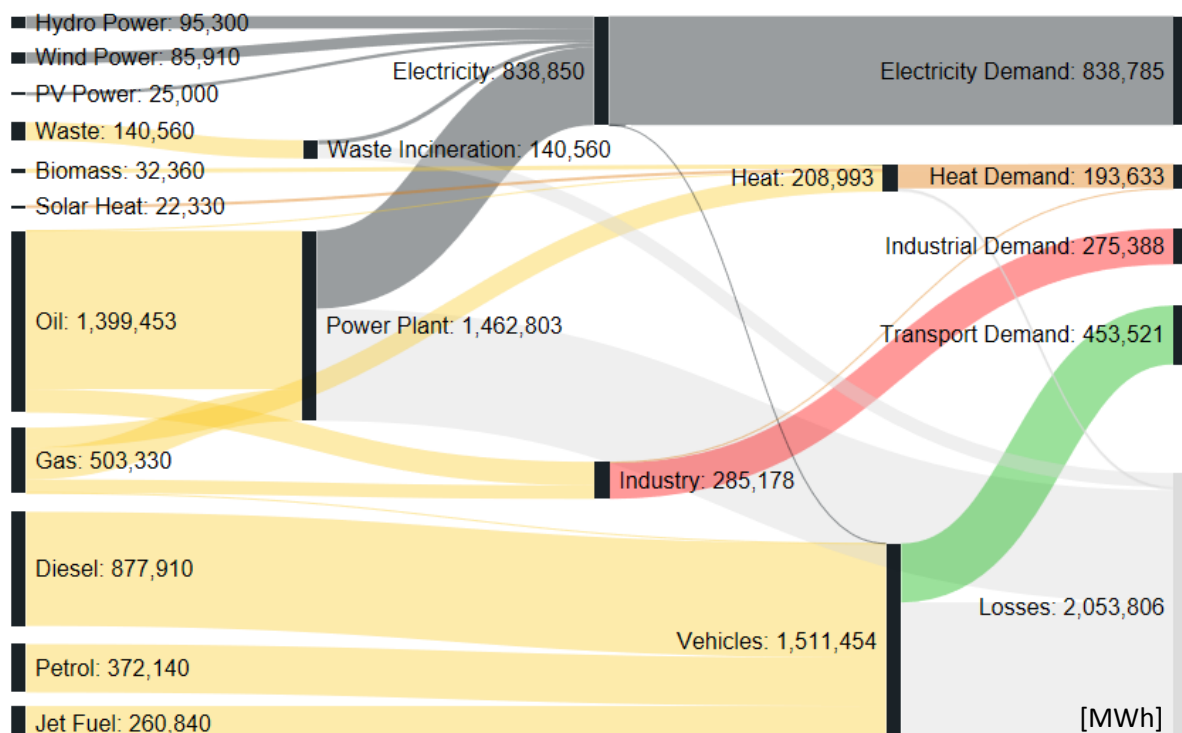 Hydro Power: 95,300
Wind Power: 85,910
PV Power: 25,000
Waste: 140,560
Biomass: 32,360
Solar Heat: 22,330
Oil: 1,399,453
Gas: 503,330
Diesel: 877,910
Petrol: 372,140
Jet Fuel: 260,840
Waste Incineration: 140,560
Power Plant: 1,462,803
Electricity: 838,850
Industry: 285,178
Heat: 208,993
Vehicles: 1,511,454
Electricity Demand: 838,785
Heat Demand: 193,633
Industrial Demand: 275,388
Transport Demand: 453,521
Losses: 2,053,806
[MWh]